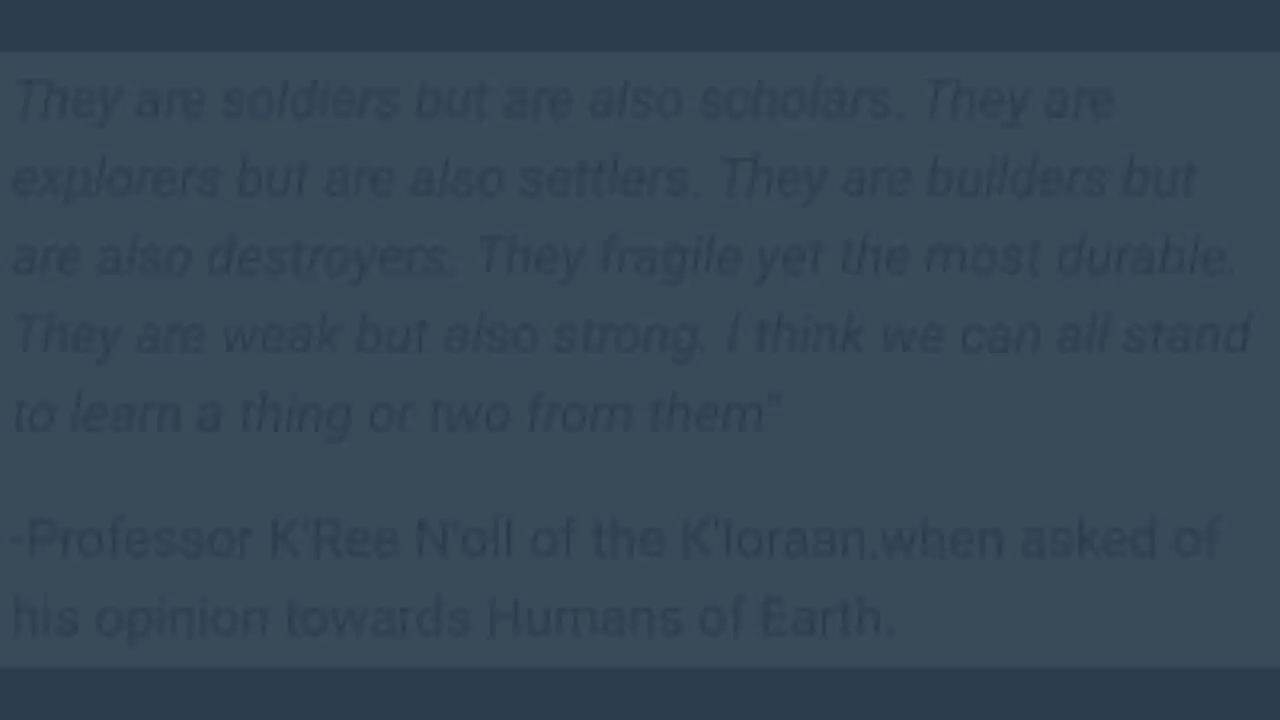 They are soldiers but are also scholars. They are
explorers but are also settlers. They are builders but
are also destroyers. They fragile yet the most durable.
They are weak but also strong. I think we can all stand
to learn a thing or two from them"
-Professor K'Ree N'oll of the K'loraan,when asked of
his opinion towards Humans of Earth.